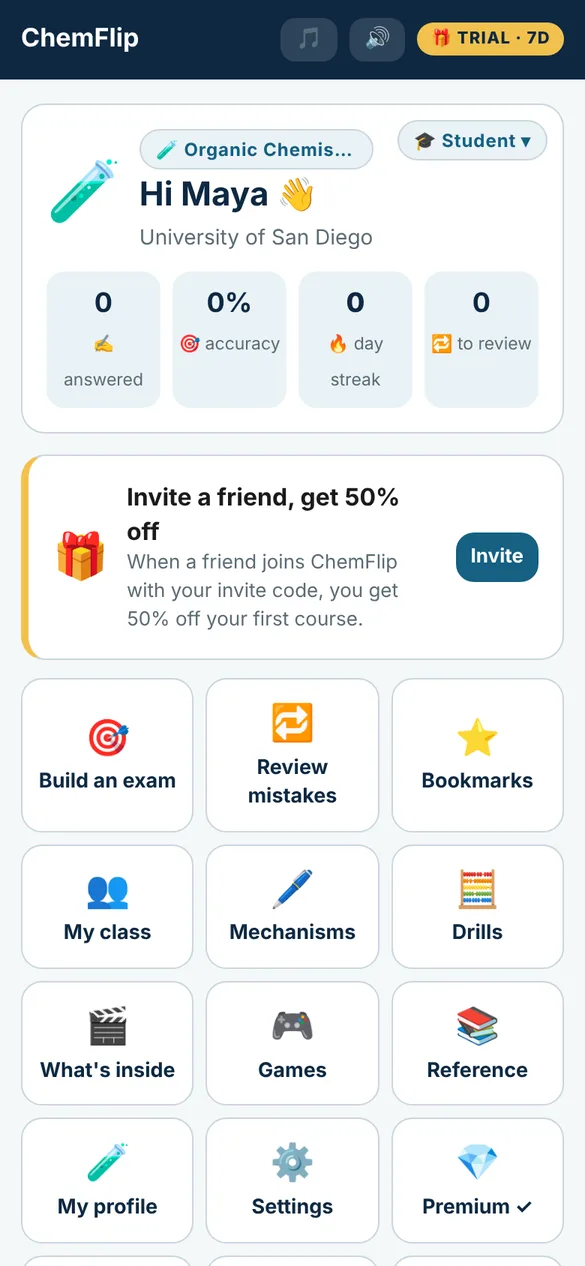 ChemFlip
🎵
🔊
🎁 TRIAL · 7D
🧪 Organic Chemis...
🎓 Student ▾
Hi Maya 👋
University of San Diego
0
✍️
answered
0%
🎯 accuracy
0
🔥 day
streak
0
🔁 to review
Invite a friend, get 50%
off
When a friend joins ChemFlip
with your invite code, you get
50% off your first course.
Invite
Build an exam
Review
mistakes
Bookmarks
My class
Mechanisms
Drills
What's inside
Games
Reference
My profile
Settings
Premium ✓